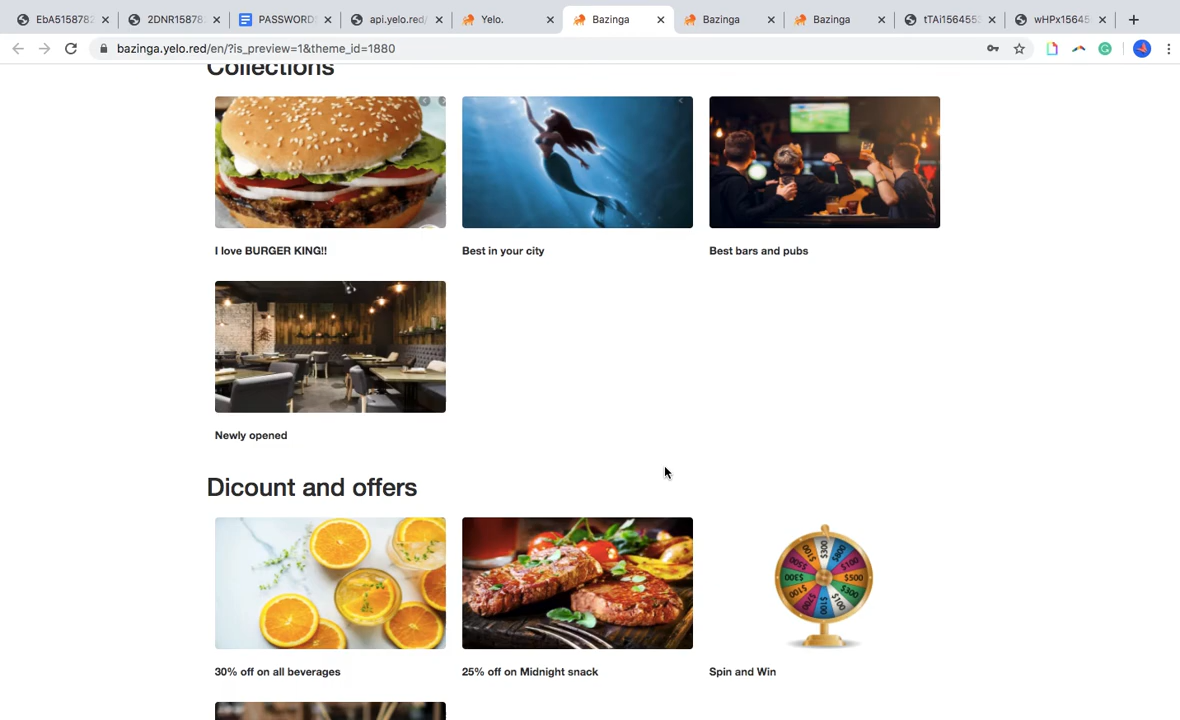 EbA515878
2DNR15878
PASSWORD
api.yelo.red/
Yelo.
Bazinga
Bazinga
Bazinga
tTAi1564553
wHPx15645
bazinga.yelo.red/en/?is_preview=1&theme_id=1880
Collections
I love BURGER KING!!
Best in your city
Best bars and pubs
Newly opened
Dicount and offers
30% off on all beverages
25% off on Midnight snack
Spin and Win